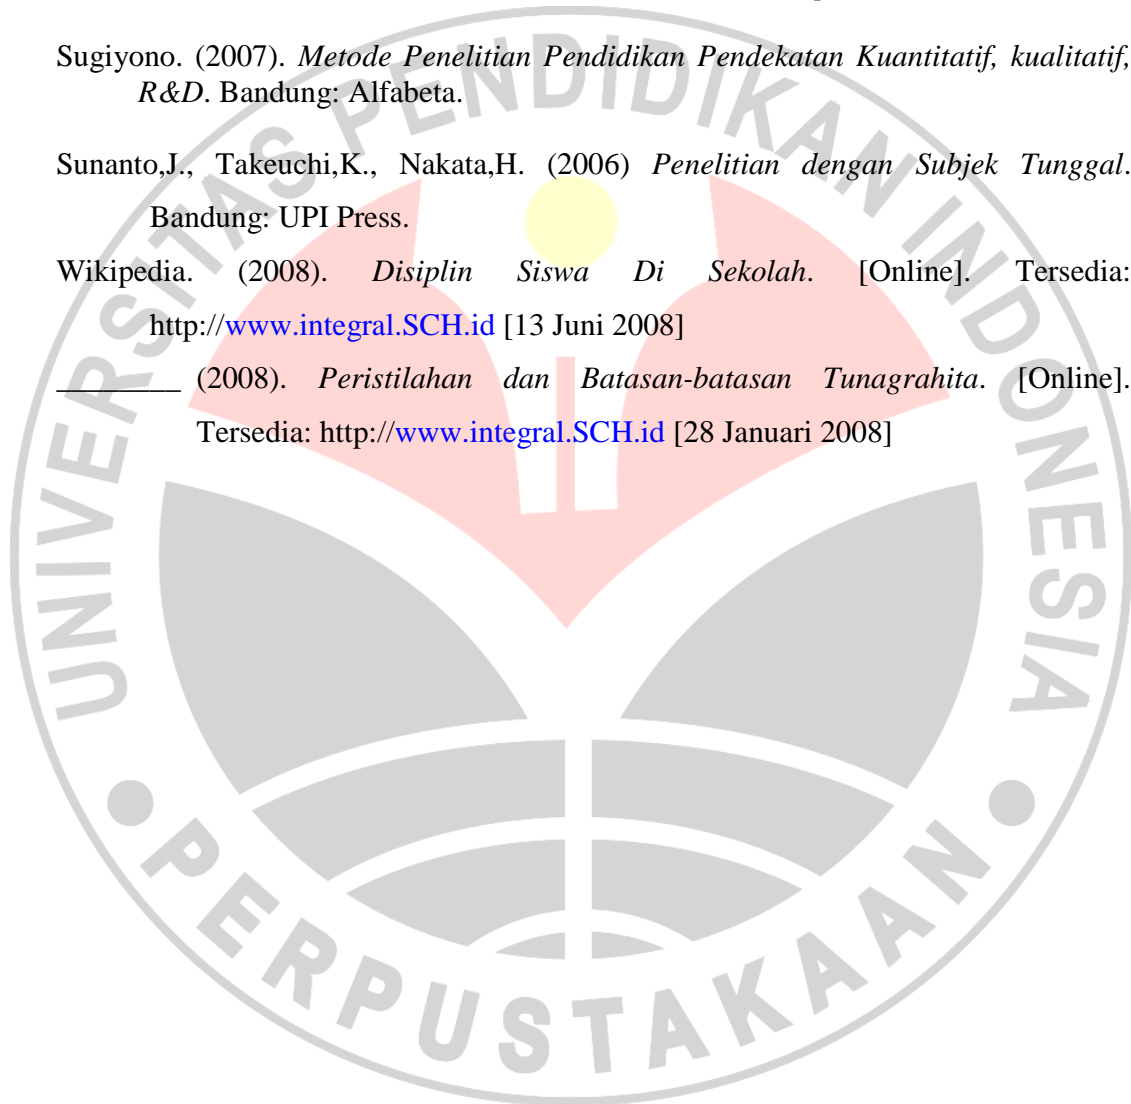 Sugiyono. (2007). Metode Penelitian Pendidikan Pendekatan Kuantitatif, kualitatif,
R&D. Bandung: Alfabeta.
Sunanto,J., Takeuchi,K., Nakata,H. (2006) Penelitian dengan Subjek Tunggal.
Bandung: UPI Press.
Wikipedia. (2008). Disiplin Siswa Di Sekolah. [Online]. Tersedia:
http://www.integral.SCH.id [13 Juni 2008]
________ (2008). Peristilahan dan Batasan-batasan Tunagrahita. [Online].
Tersedia: http://www.integral.SCH.id [28 Januari 2008]
UNIVERSITAS PENDIDIKAN INDONESIA
PERPUSTAKAAN